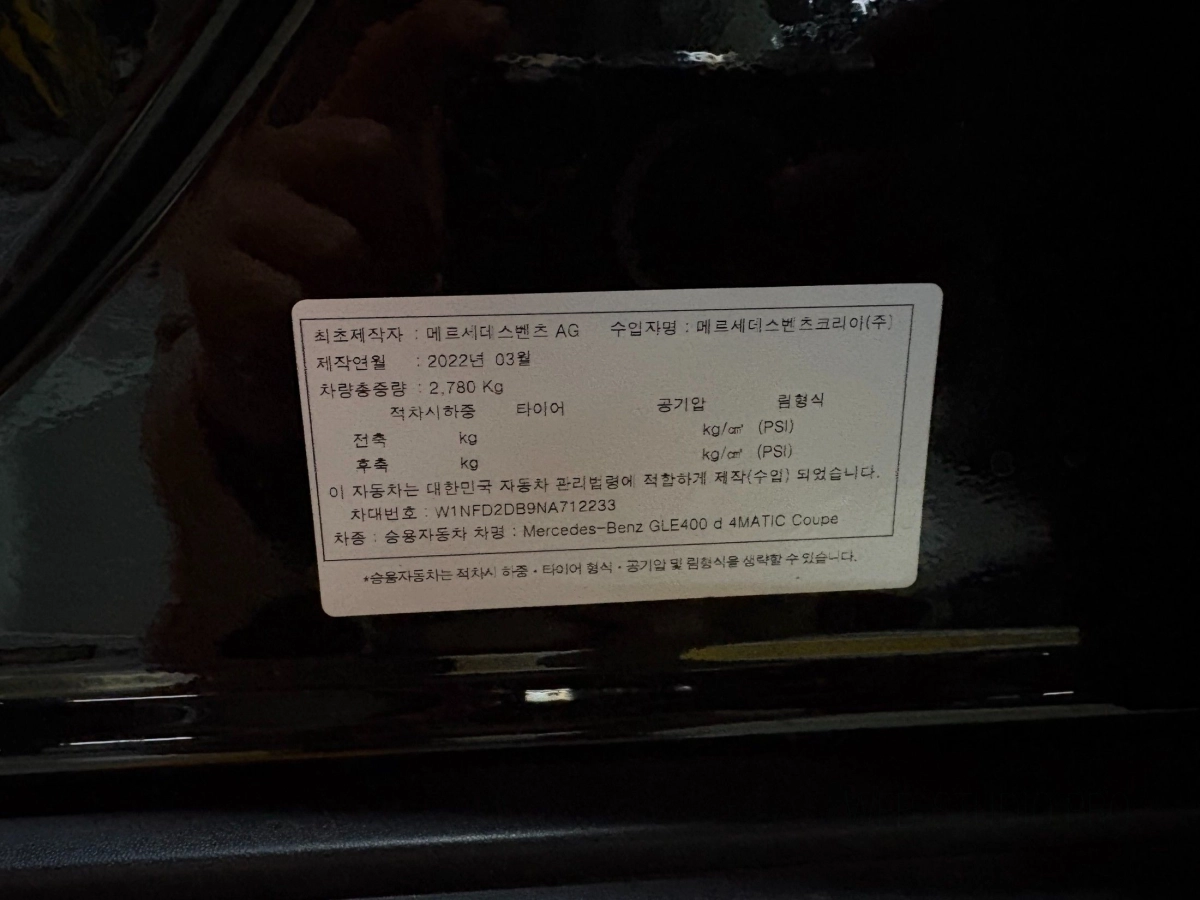 최초제작자 : 메르세데스벤츠 AG 수입자명 : 메르세데스벤츠코리아(주)
제작연월 : 2022년 03월
차량총중량 : 2,780 Kg
적차시하중 타이어 공기압 림형식
전축 kg kg/㎠ (PSI)
후축 kg kg/㎠ (PSI)
이 자동차는 대한민국 자동차 관리법령에 적합하게 제작(수입) 되었습니다.
차대번호 : W1NFD2DB9NA712233
차종 : 승용자동차 차명 : Mercedes-Benz GLE400 d 4MATIC Coupe
*승용자동차는 적차시 하중·타이어 형식·공기압 및 림형식을 생략할 수 있습니다.